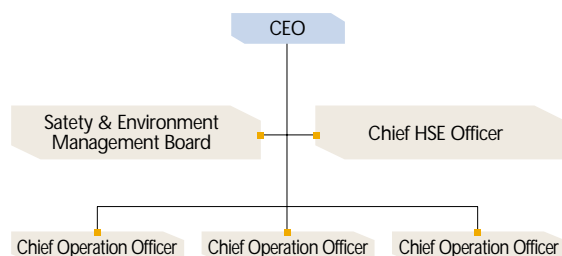 CEO
Satety & Environment
Management Board
Chief HSE Officer
Chief Operation Officer
Chief Operation Officer
Chief Operation Officer